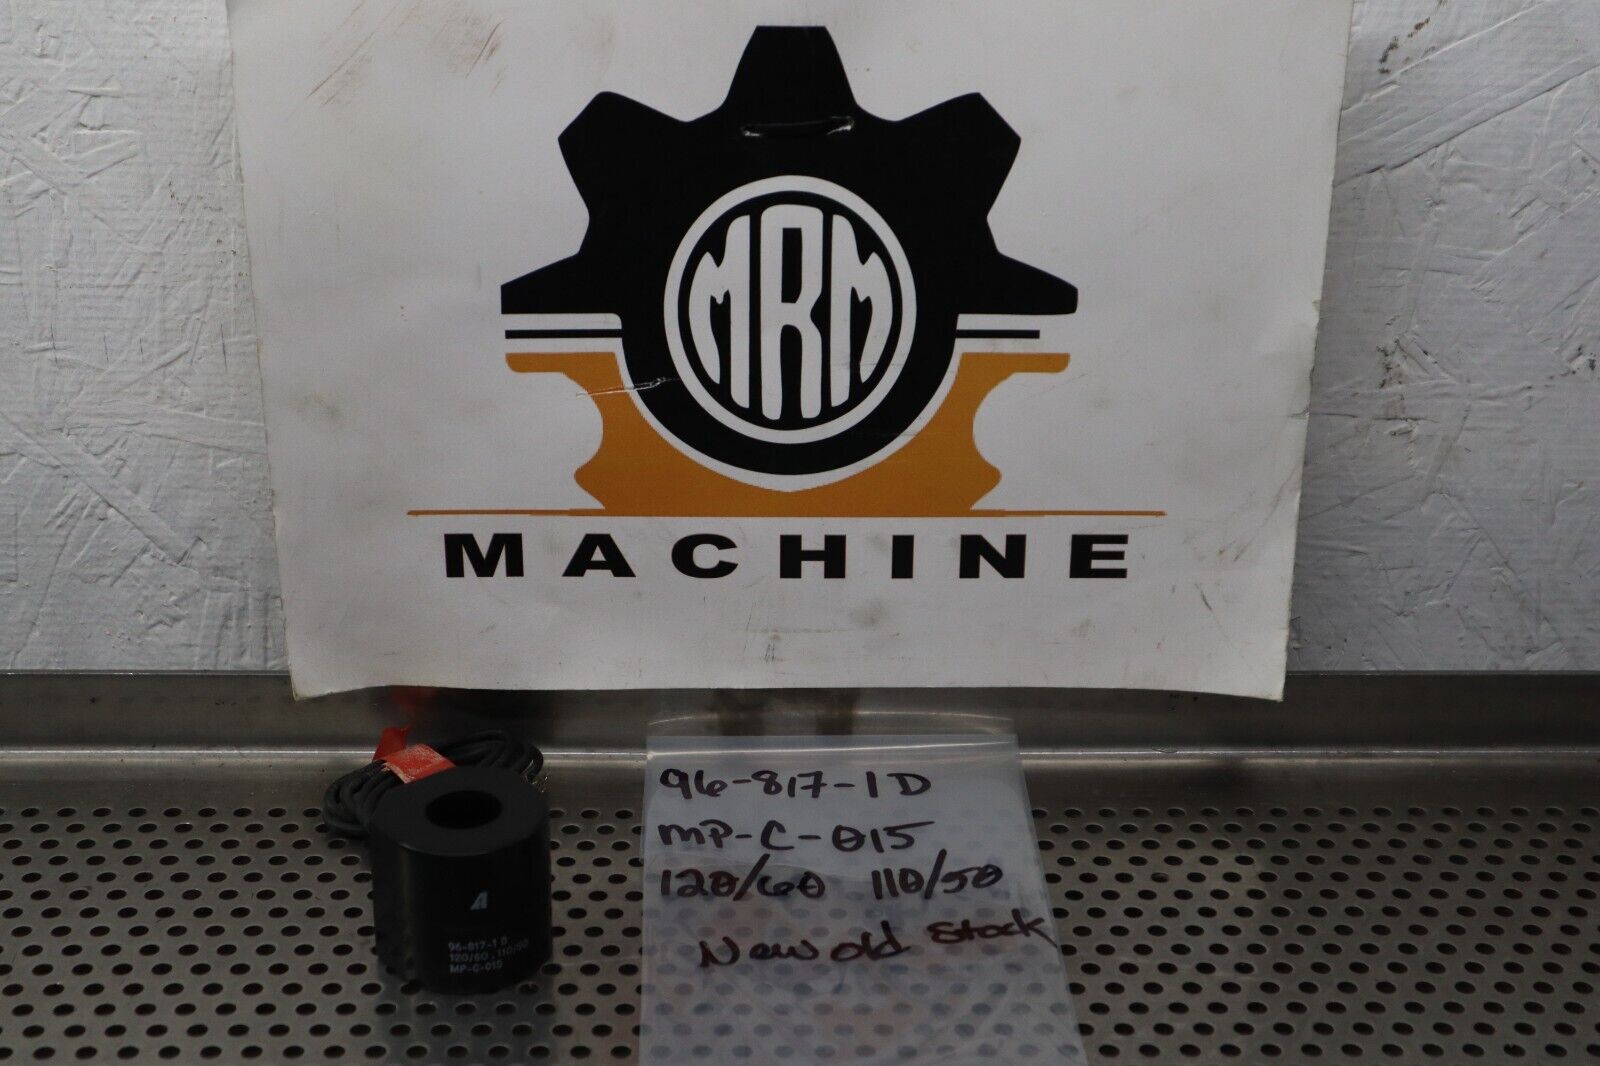 MRM
MACHINE
96-817-1D
MP-C-015
120/60 110/50
New old Stock
A
96-817-1 D
120/60, 110/50
MP-C-015